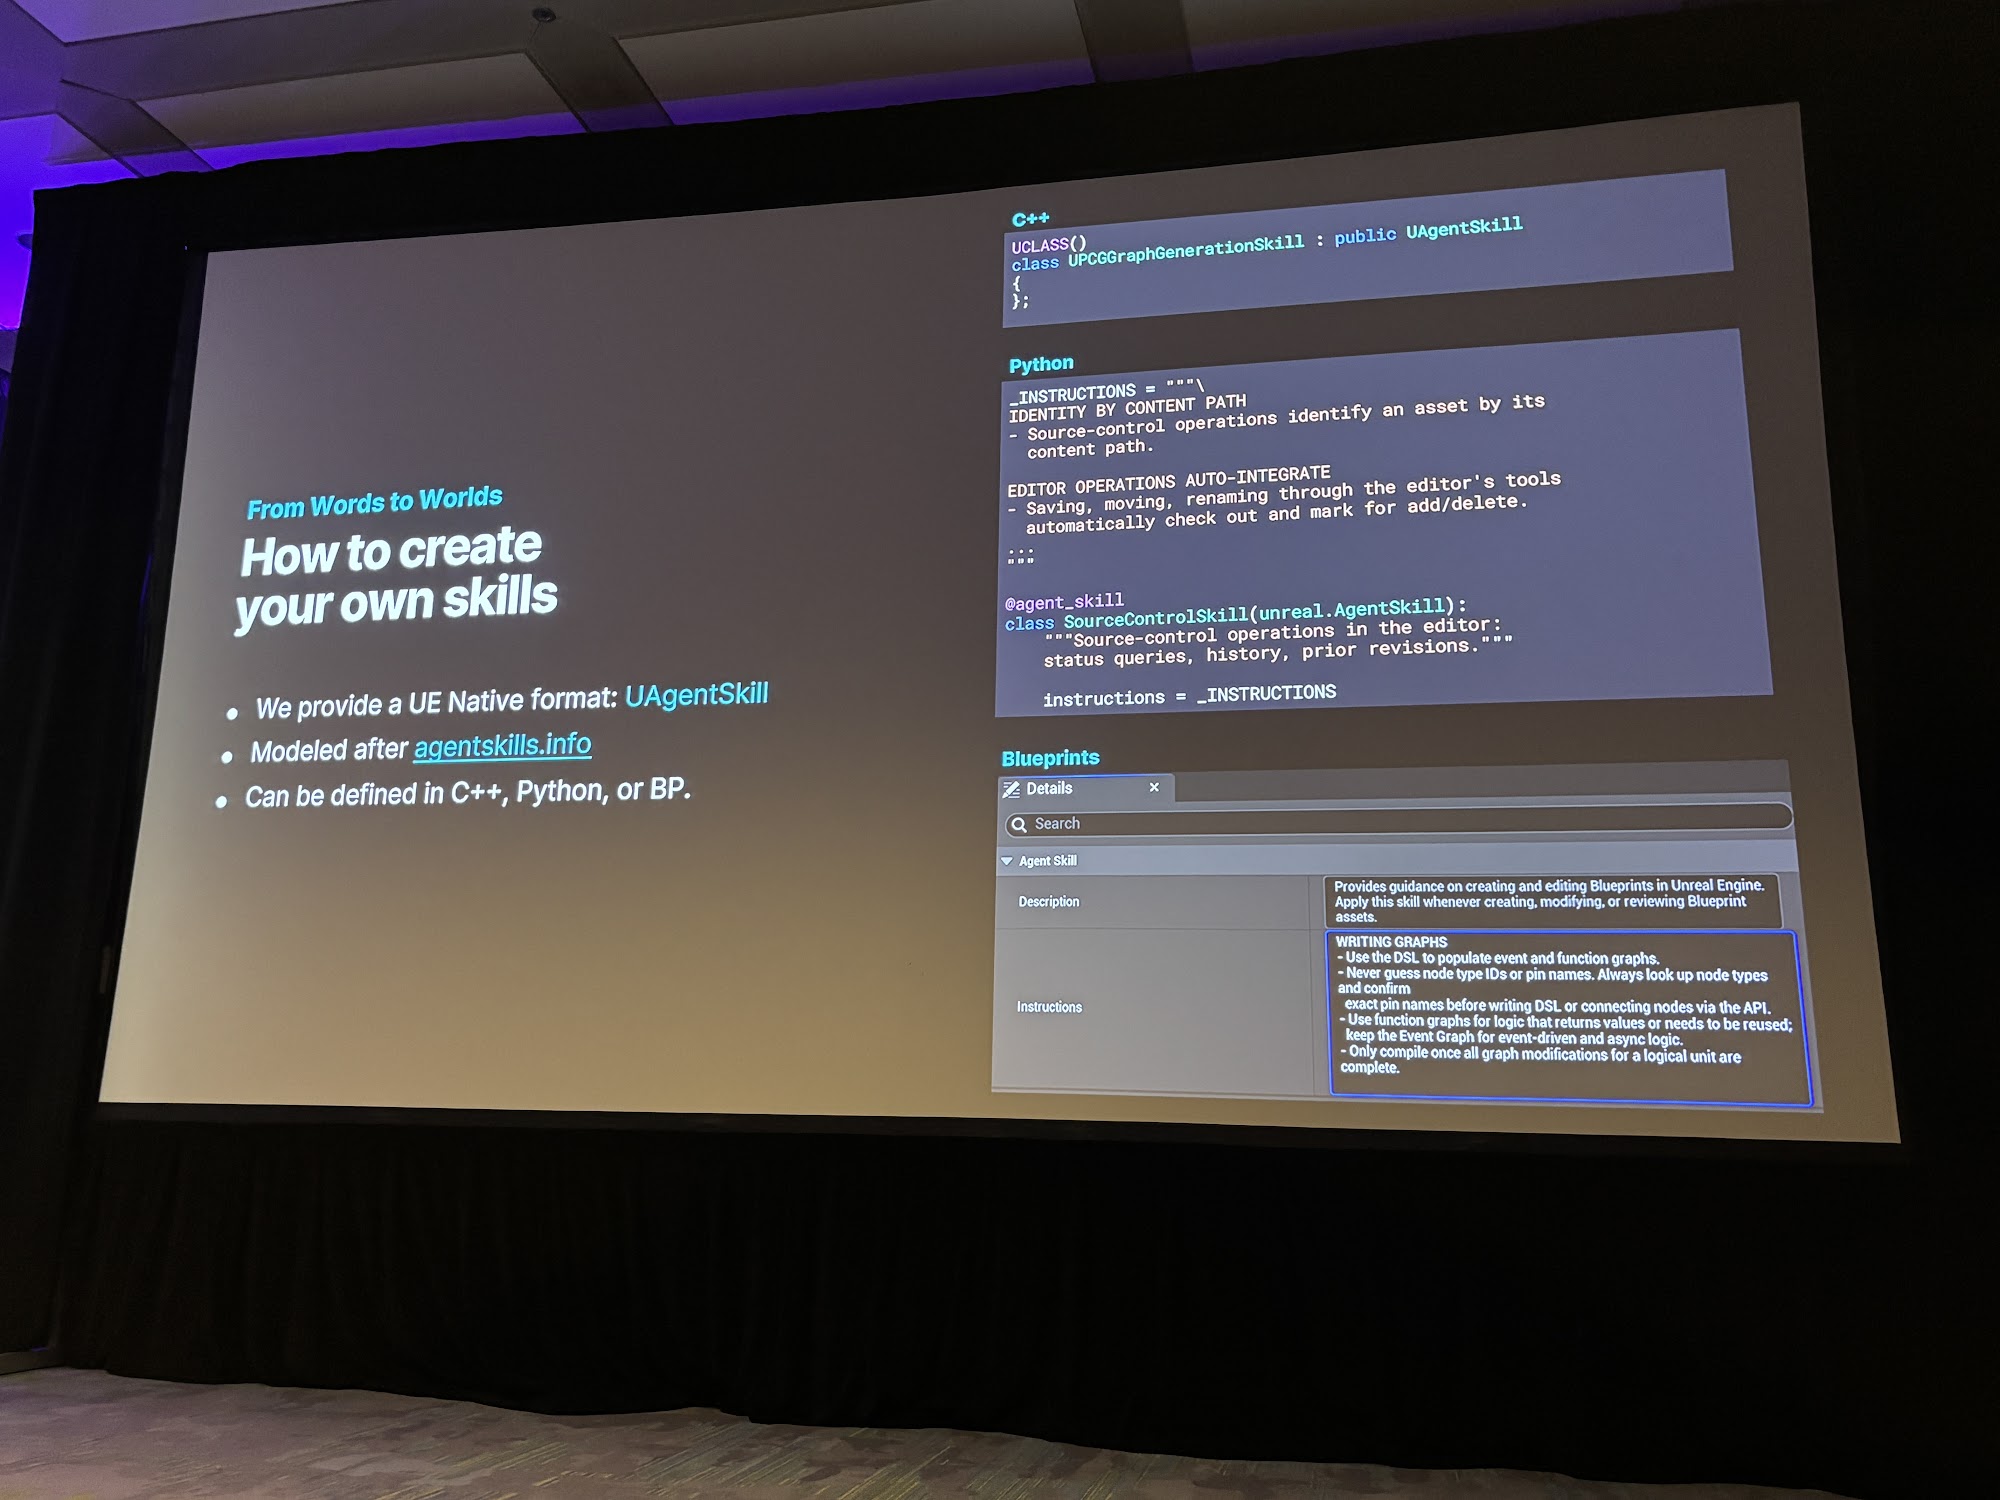 From Words to Worlds
How to create
your own skills
• We provide a UE Native format: UAgentSkill
• Modeled after agentskills.info
• Can be defined in C++, Python, or BP.
C++
UCLASS()
class UPCGGraphGenerationSkill : public UAgentSkill
{
};
Python
_INSTRUCTIONS = """\
IDENTITY BY CONTENT PATH
- Source-control operations identify an asset by its
content path.
EDITOR OPERATIONS AUTO-INTEGRATE
- Saving, moving, renaming through the editor's tools
automatically check out and mark for add/delete.
...
"""
@agent_skill
class SourceControlSkill(unreal.AgentSkill):
"""Source-control operations in the editor:
status queries, history, prior revisions."""
instructions = _INSTRUCTIONS
Blueprints
Details ×
Search
Agent Skill
Description
Provides guidance on creating and editing Blueprints in Unreal Engine.
Apply this skill whenever creating, modifying, or reviewing Blueprint
assets.
Instructions
WRITING GRAPHS
- Use the DSL to populate event and function graphs.
- Never guess node type IDs or pin names. Always look up node types
and confirm
exact pin names before writing DSL or connecting nodes via the API.
- Use function graphs for logic that returns values or needs to be reused;
keep the Event Graph for event-driven and async logic.
- Only compile once all graph modifications for a logical unit are
complete.